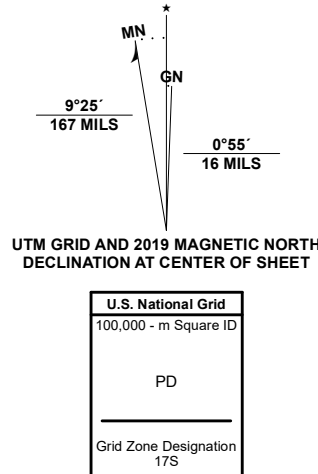 ★
MN
GN
9°25´
167 MILS
0°55´
16 MILS
UTM GRID AND 2019 MAGNETIC NORTH
DECLINATION AT CENTER OF SHEET
U.S. National Grid
100,000 - m Square ID
PD
Grid Zone Designation
17S